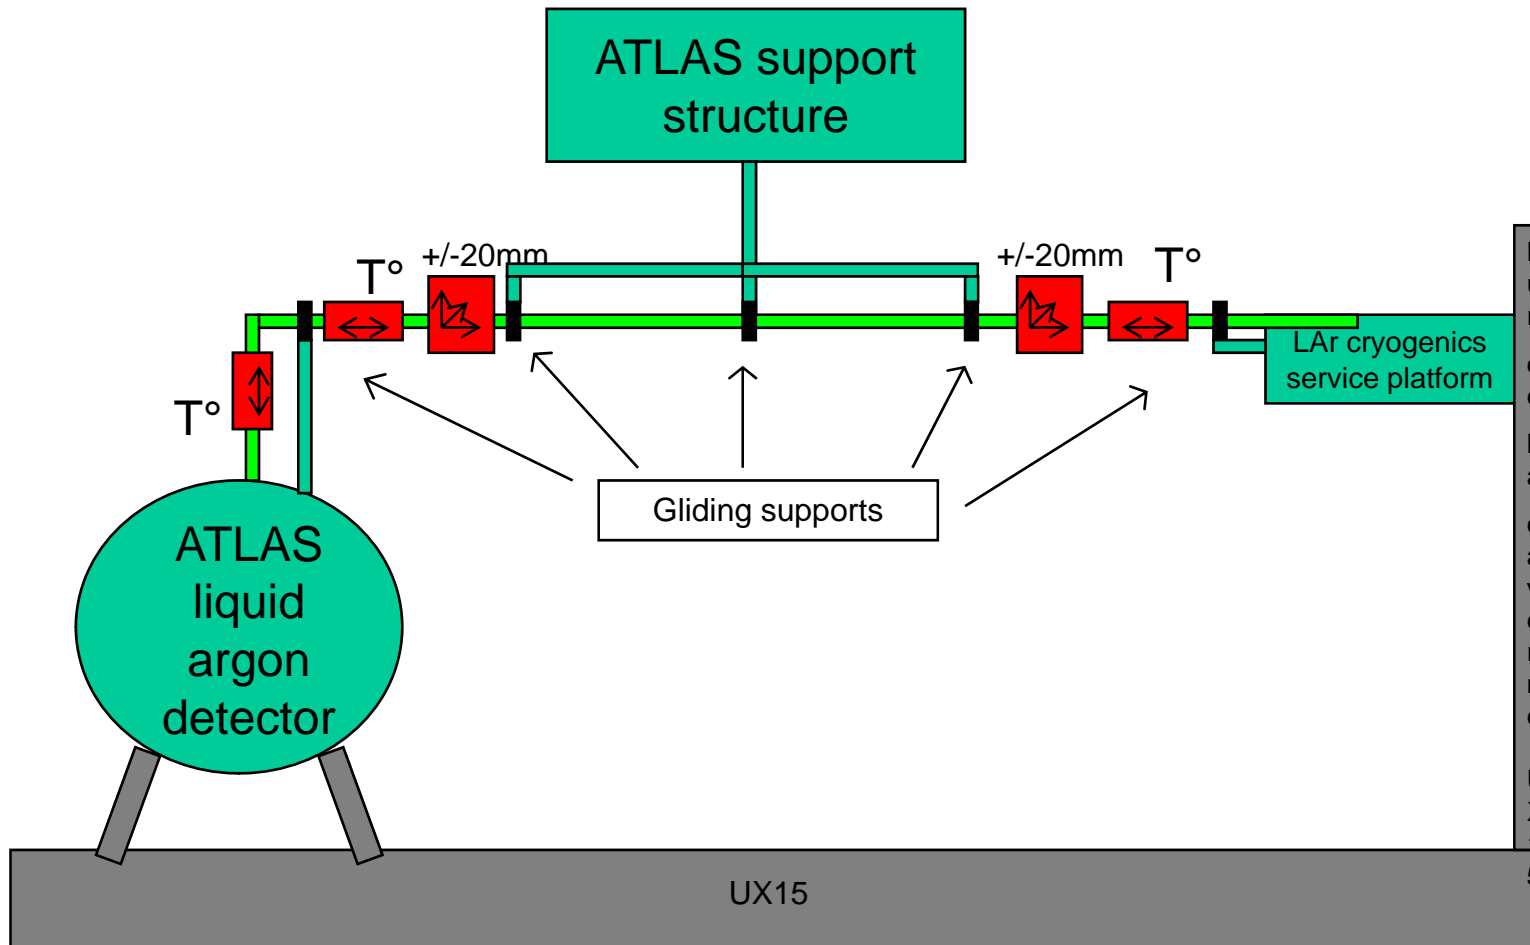 ATLAS support
structure
+/-20mm
T°
+/-20mm
T°
LAr cryogenics
service platform
T°
Gliding supports
ATLAS
liquid
argon
detector
UX15